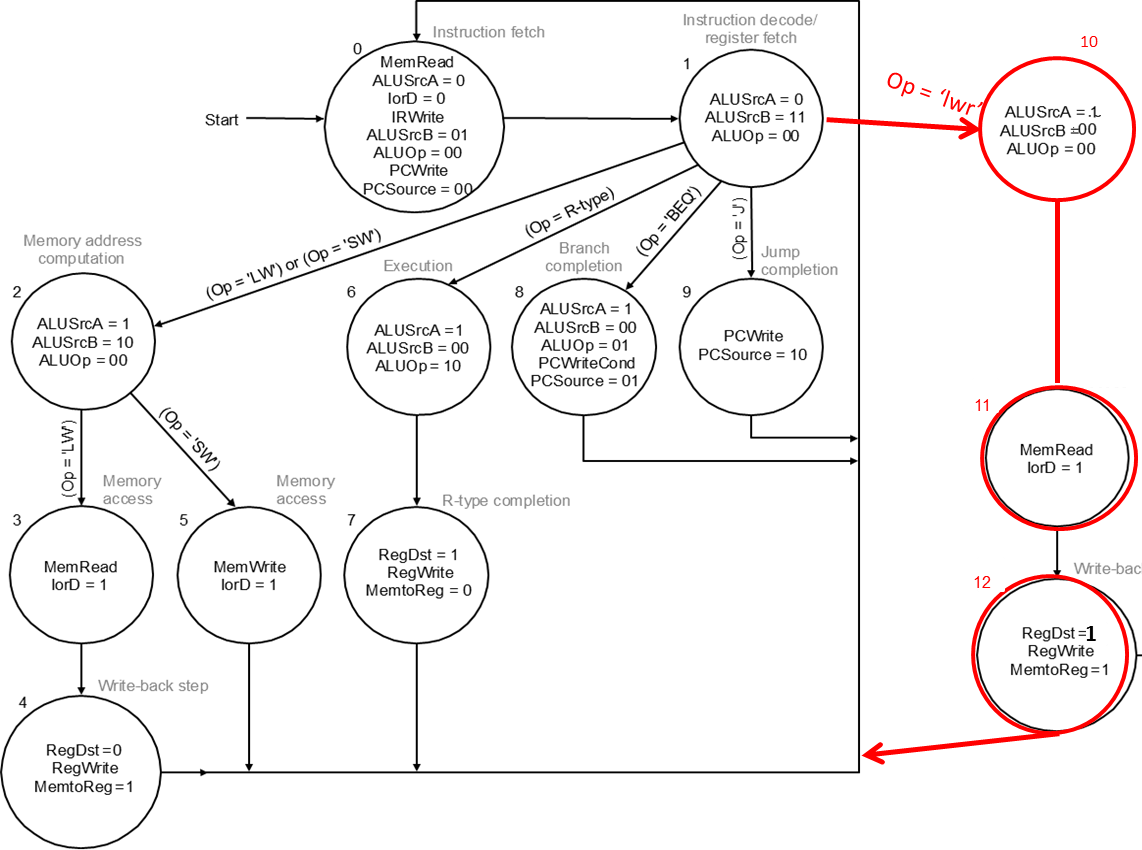 Instruction fetch
0
MemRead
ALUSrcA = 0
IorD = 0
IRWrite
ALUSrcB = 01
ALUOp = 00
PCWrite
PCSource = 00
Start
Instruction decode/
register fetch
1
ALUSrcA = 0
ALUSrcB = 11
ALUOp = 00
Op = ‘lwr’
10
ALUSrcA = 1
ALUSrcB =00
ALUOp = 00
(Op = 'LW') or (Op = 'SW')
(Op = R-type)
(Op = 'BEQ')
(Op = 'J')
Memory address
computation
2
ALUSrcA = 1
ALUSrcB = 10
ALUOp = 00
Execution
6
ALUSrcA =1
ALUSrcB = 00
ALUOp = 10
Branch
completion
8
ALUSrcA = 1
ALUSrcB = 00
ALUOp = 01
PCWriteCond
PCSource = 01
Jump
completion
9
PCWrite
PCSource = 10
(Op = 'LW')
(Op = 'SW')
Memory
access
3
MemRead
IorD = 1
Memory
access
5
MemWrite
IorD = 1
R-type completion
7
RegDst = 1
RegWrite
MemtoReg = 0
11
MemRead
IorD = 1
Write-back step
4
RegDst =0
RegWrite
MemtoReg =1
Write-bac
12
RegDst =1
RegWrite
MemtoReg =1